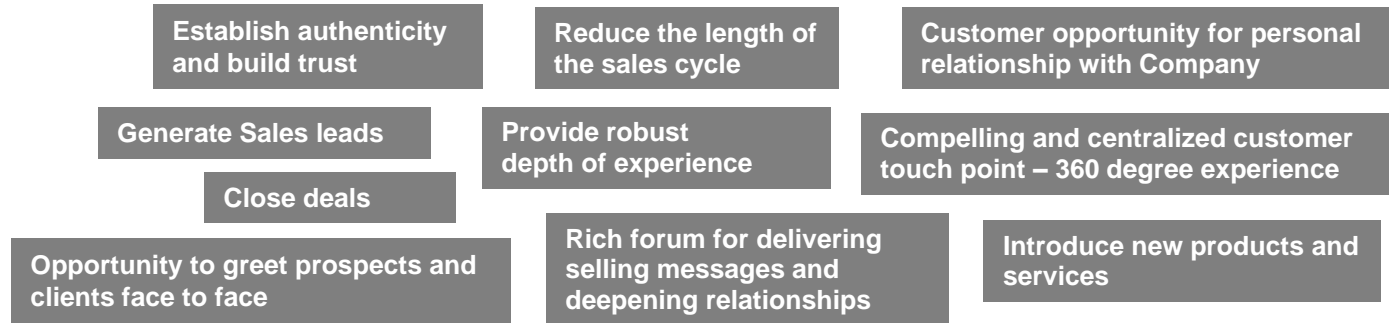 Establish authenticity
and build trust
Reduce the length of
the sales cycle
Customer opportunity for personal
relationship with Company
Generate Sales leads
Provide robust
depth of experience
Compelling and centralized customer
touch point – 360 degree experience
Close deals
Opportunity to greet prospects and
clients face to face
Rich forum for delivering
selling messages and
deepening relationships
Introduce new products and
services